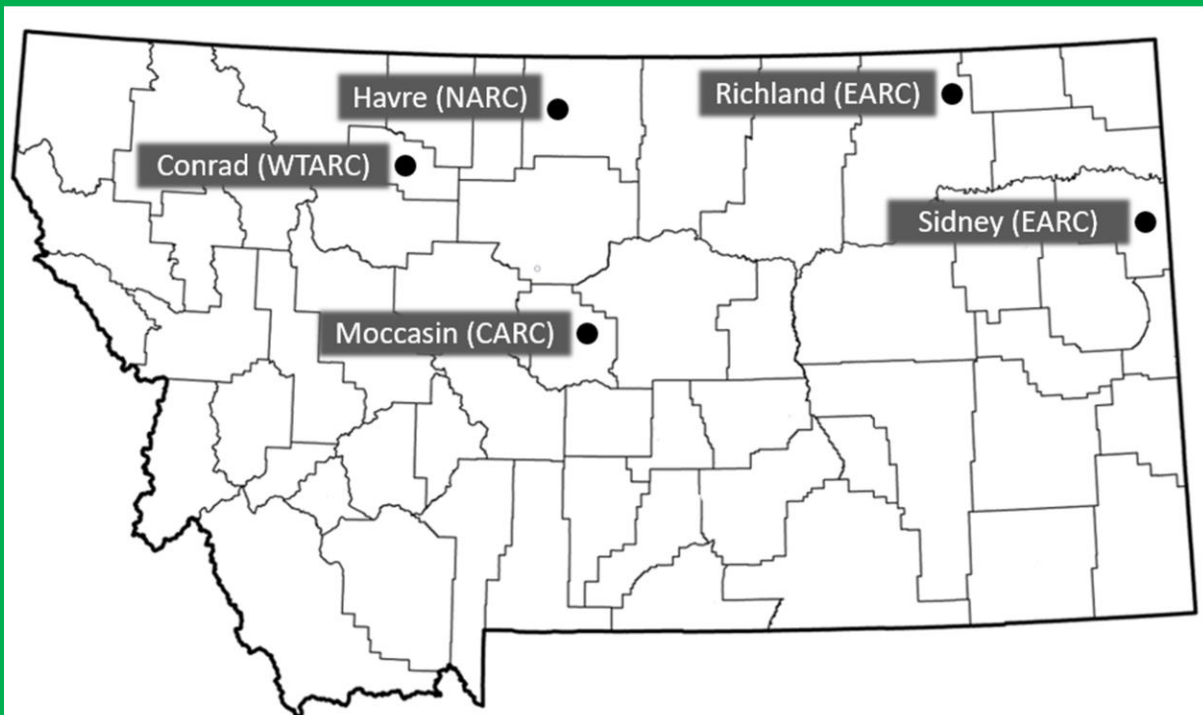 Havre (NARC)
Richland (EARC)
Conrad (WTARC)
Sidney (EARC)
Moccasin (CARC)